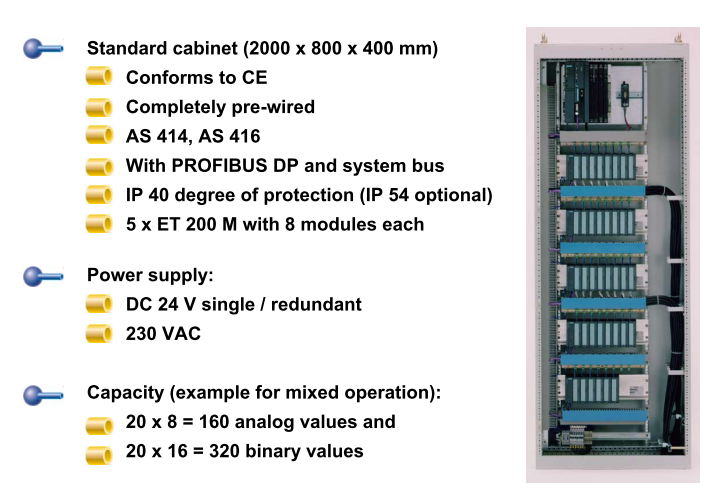 Standard cabinet (2000 x 800 x 400 mm)
Conforms to CE
Completely pre-wired
AS 414, AS 416
With PROFIBUS DP and system bus
IP 40 degree of protection (IP 54 optional)
5 x ET 200 M with 8 modules each
Power supply:
DC 24 V single / redundant
230 VAC
Capacity (example for mixed operation):
20 x 8 = 160 analog values and
20 x 16 = 320 binary values